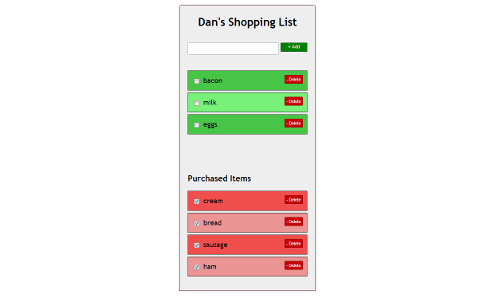 Dan's Shopping List
+ Add
bacon
- Delete
milk
- Delete
eggs
- Delete
Purchased Items
cream
- Delete
bread
- Delete
sausage
- Delete
ham
- Delete